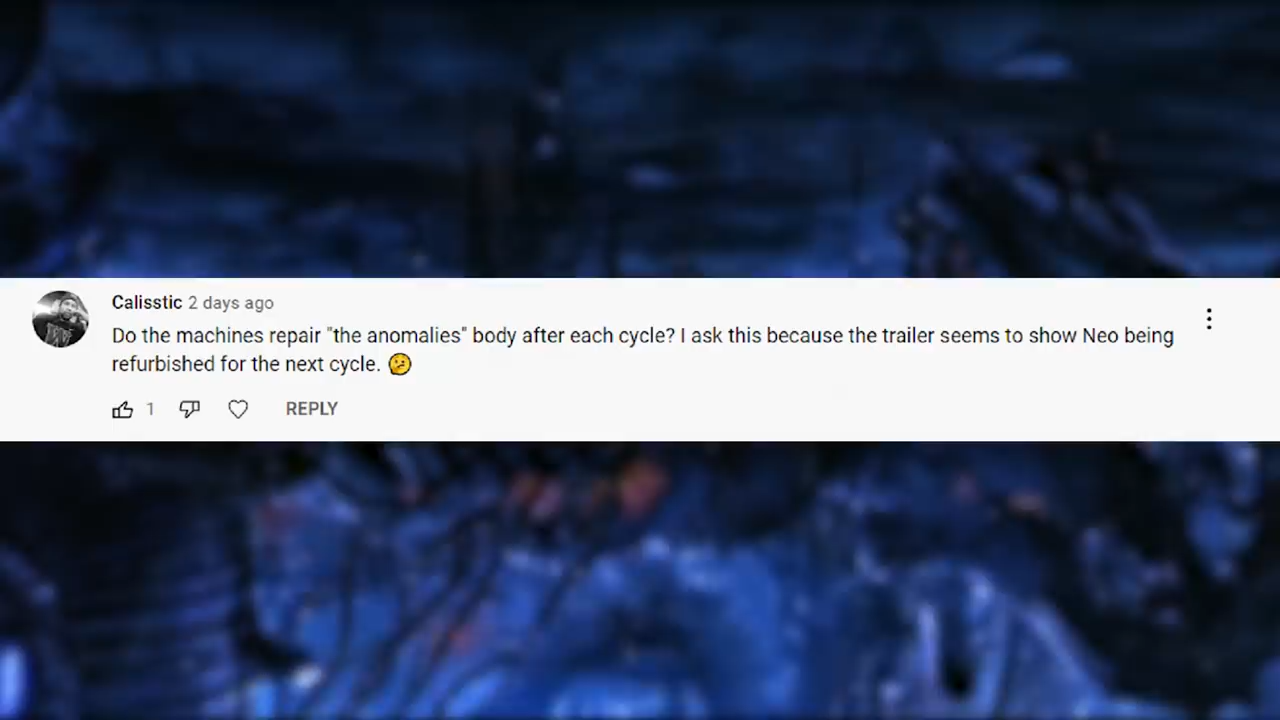 Calisstic 2 days ago
Do the machines repair "the anomalies" body after each cycle? I ask this because the trailer seems to show Neo being
refurbished for the next cycle. 🤔
1 REPLY